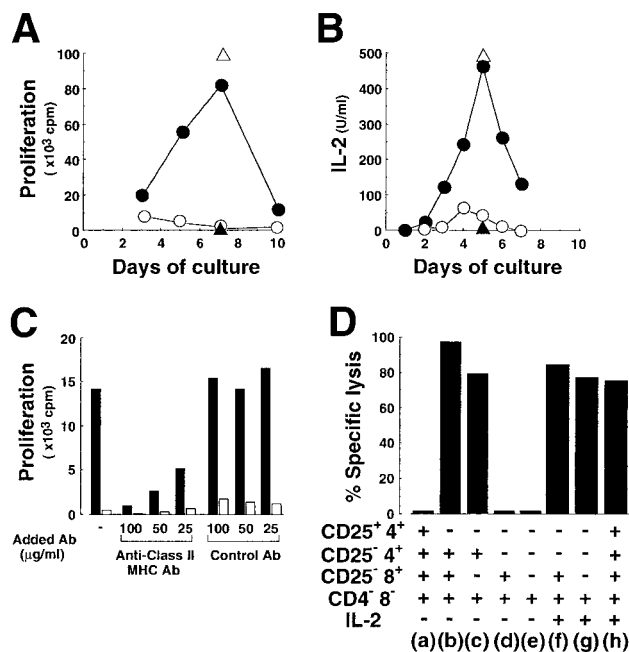 A
Proliferation
(x10³ cpm)
100
80
60
40
20
0
0 2 4 6 8 10
Days of culture
B
IL-2 (U/ml)
500
400
300
200
100
0
0 2 4 6 8 10
Days of culture
C
Proliferation
(x10³ cpm)
20
15
10
5
0
Added Ab
(μg/ml)
- 100 50 25 100 50 25
Anti-Class II
MHC Ab
Control Ab
D
% Specific lysis
100
80
60
40
20
0
CD25⁺ 4⁺ + - - - - - - +
CD25⁻ 4⁺ + + + - - - - +
CD25⁻ 8⁺ + + - + - + - +
CD4⁻ 8⁻ + + + + + + + +
IL-2 - - - - - + + +
(a) (b) (c) (d) (e) (f) (g) (h)